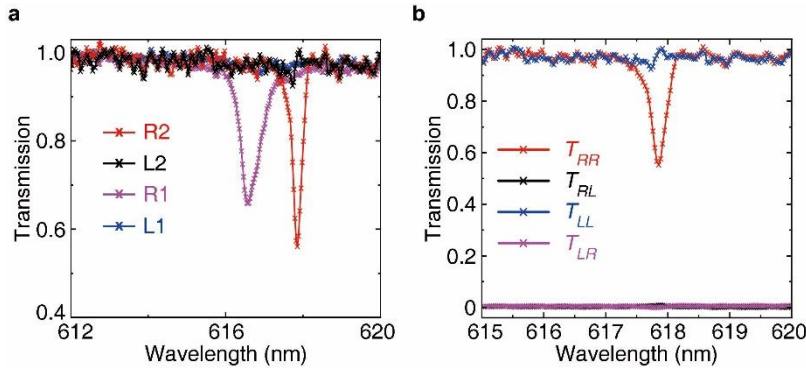 a
1.0
0.8
0.6
0.4
Transmission
R2
L2
R1
L1
612
616
620
Wavelength (nm)
b
1.0
0.8
0.6
0.4
0.2
0
Transmission
T_RR
T_RL
T_LL
T_LR
615
616
617
618
619
620
Wavelength (nm)